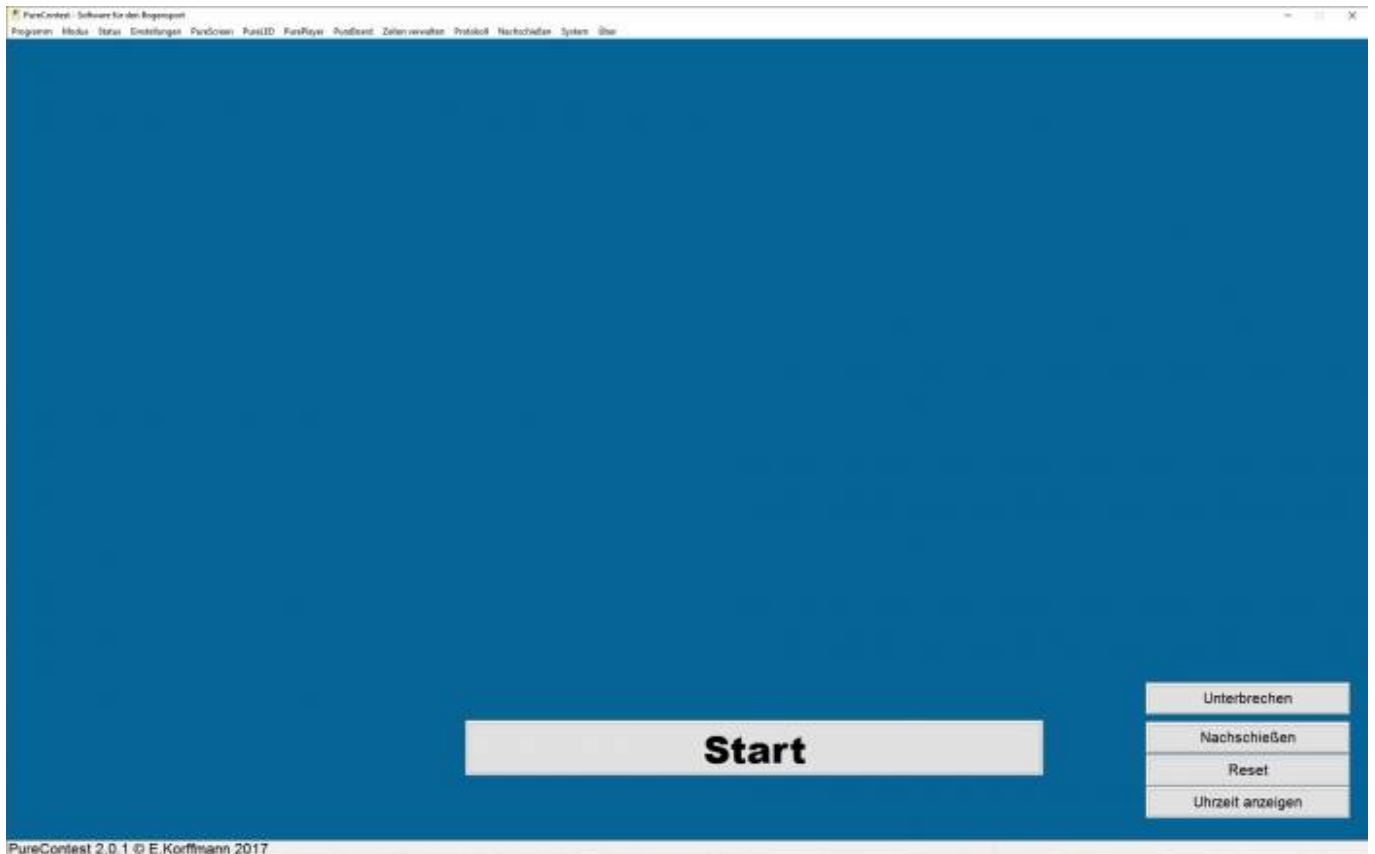 PureContest - Software für den Bogensport
Programm Modus Status Einstellungen PureScreen PureLED PurePlayer PureBoard Zeiten verwalten Protokoll Nachschießen System Über
Unterbrechen
Start
Nachschießen
Reset
Uhrzeit anzeigen
PureContest 2.0.1 © E.Korffmann 2017